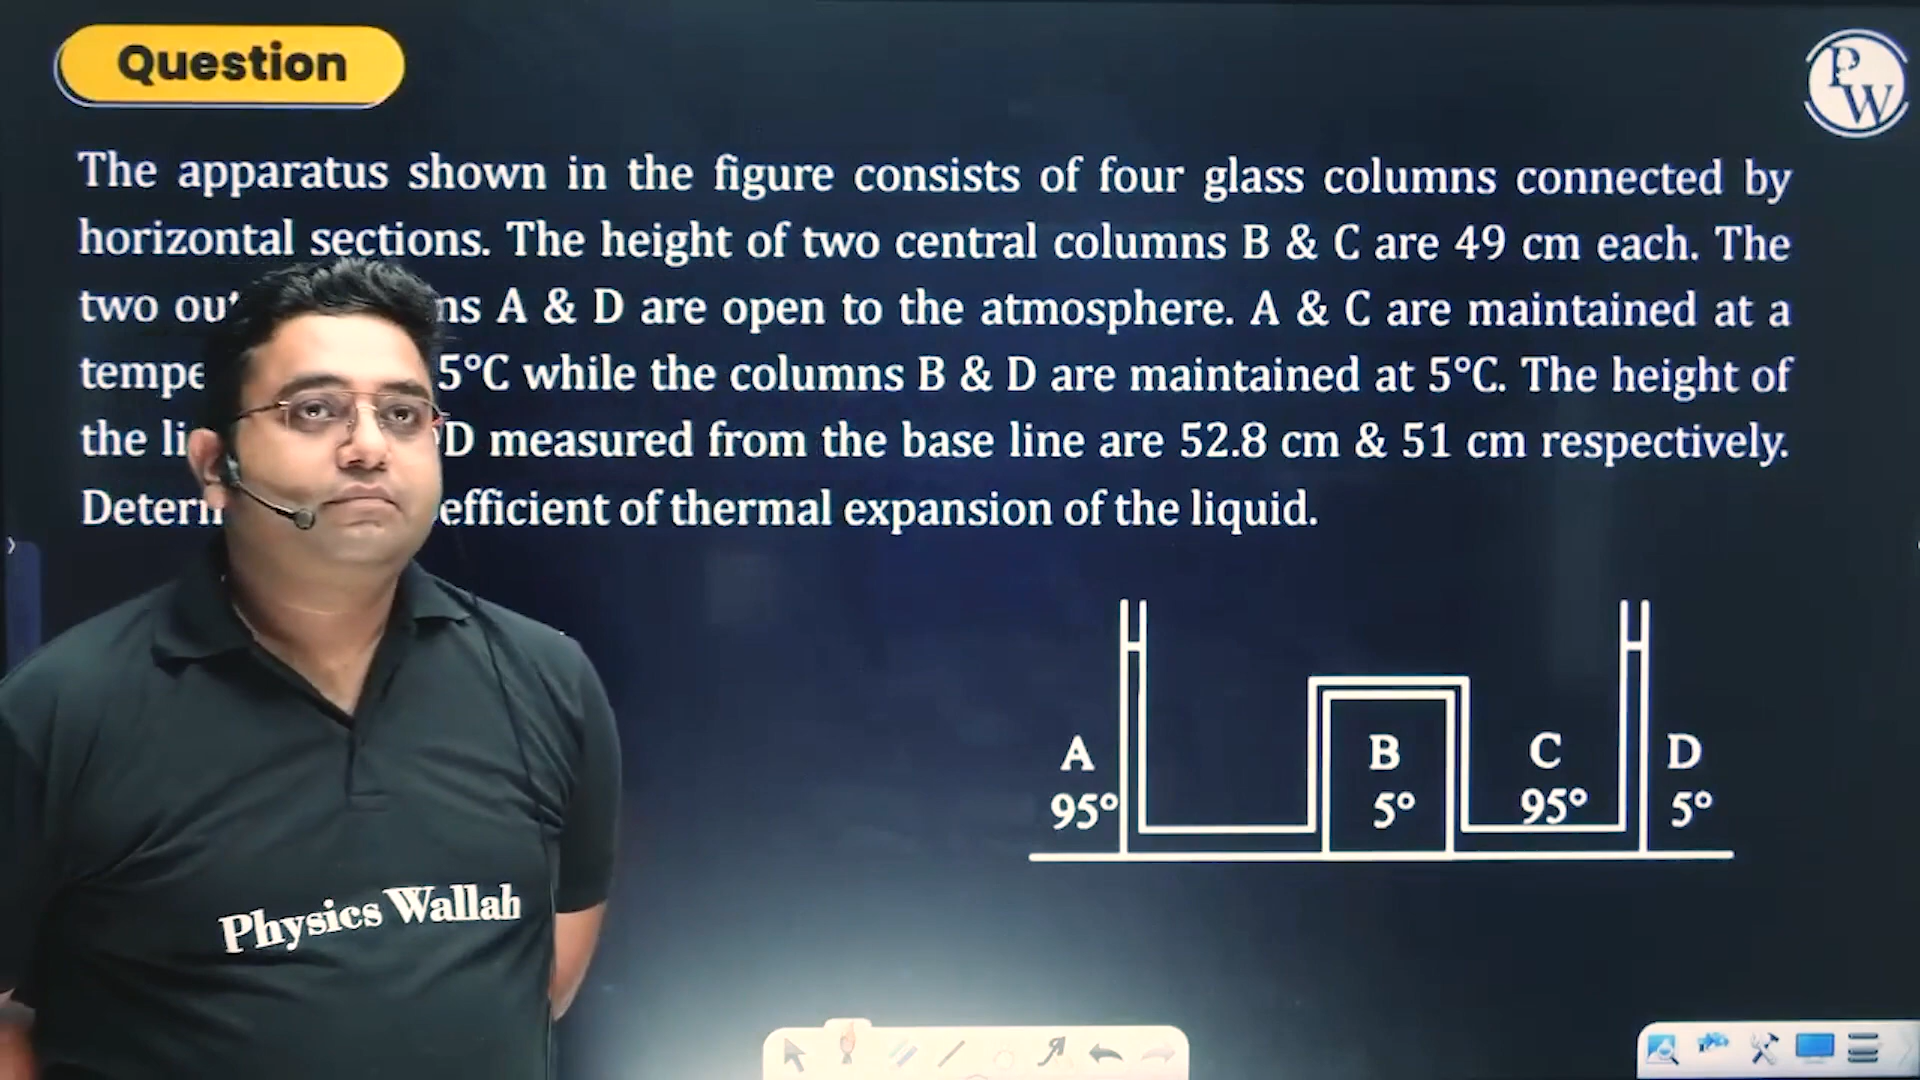 Question
PW
The apparatus shown in the figure consists of four glass columns connected by
horizontal sections. The height of two central columns B & C are 49 cm each. The
two ou ns A & D are open to the atmosphere. A & C are maintained at a
tempe 5°C while the columns B & D are maintained at 5°C. The height of
the li D measured from the base line are 52.8 cm & 51 cm respectively.
Deter efficient of thermal expansion of the liquid.
A
95°
B
5°
C
95°
D
5°
Physics Wallah